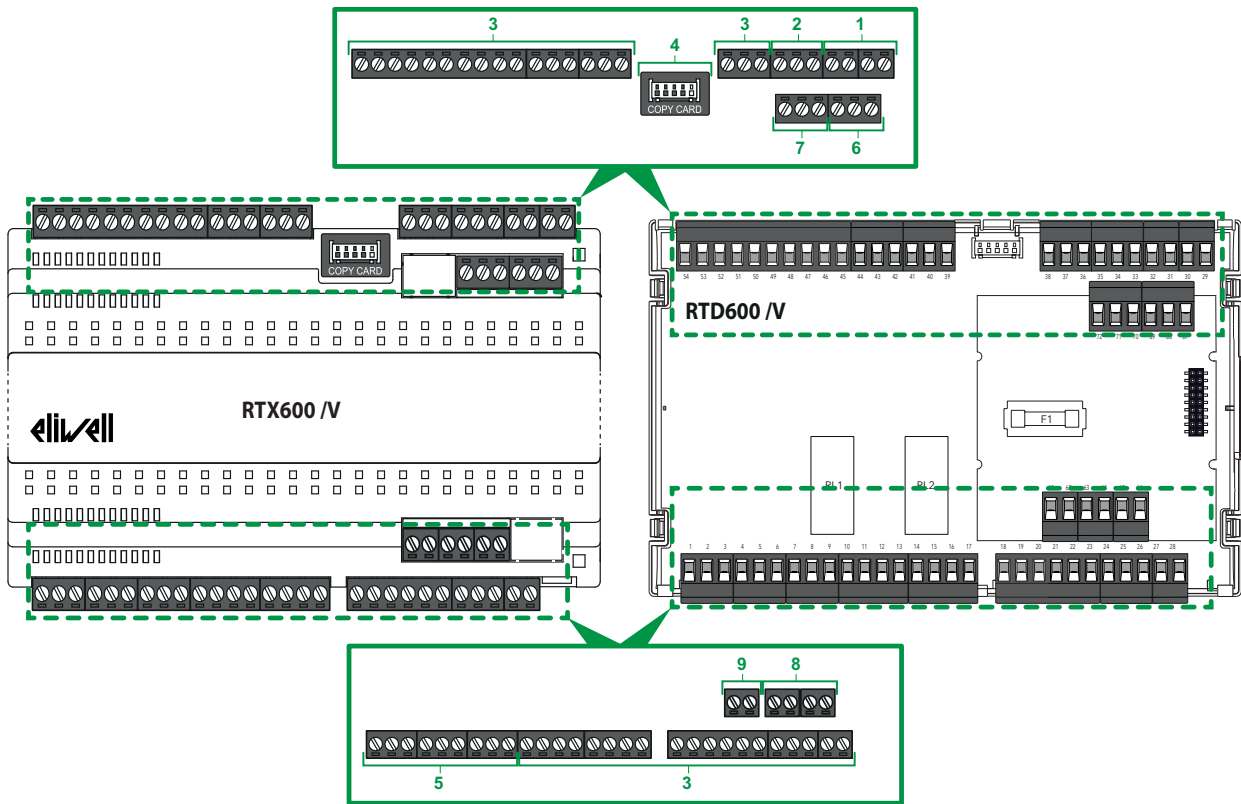 3 4 3 2 1
COPY CARD
7 6
COPY CARD
54 53 52 51 50 49 48 47 46 45 44 43 42 41 40 39 38 37 36 35 34 33 32 31 30 29
RTD600 /V
72 71
RTX600 /V
eliwell
F1
RL1 RL2
63
1 2 3 4 5 6 7 8 9 10 11 12 13 14 15 16 17 18 19 20 21 22 23 24 25 26 27 28
9 8
5 3